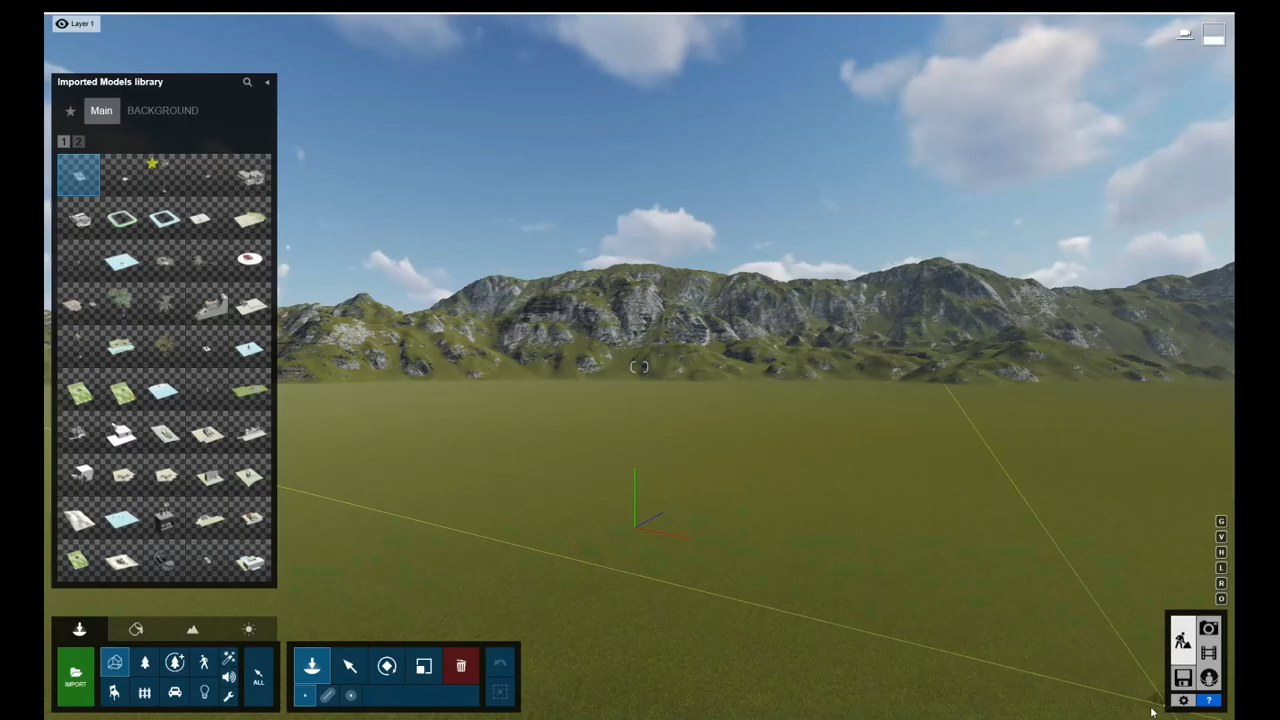 Layer 1
Imported Models library
Main BACKGROUND
1 2
G
V
H
L
R
O
IMPORT
ALL
?